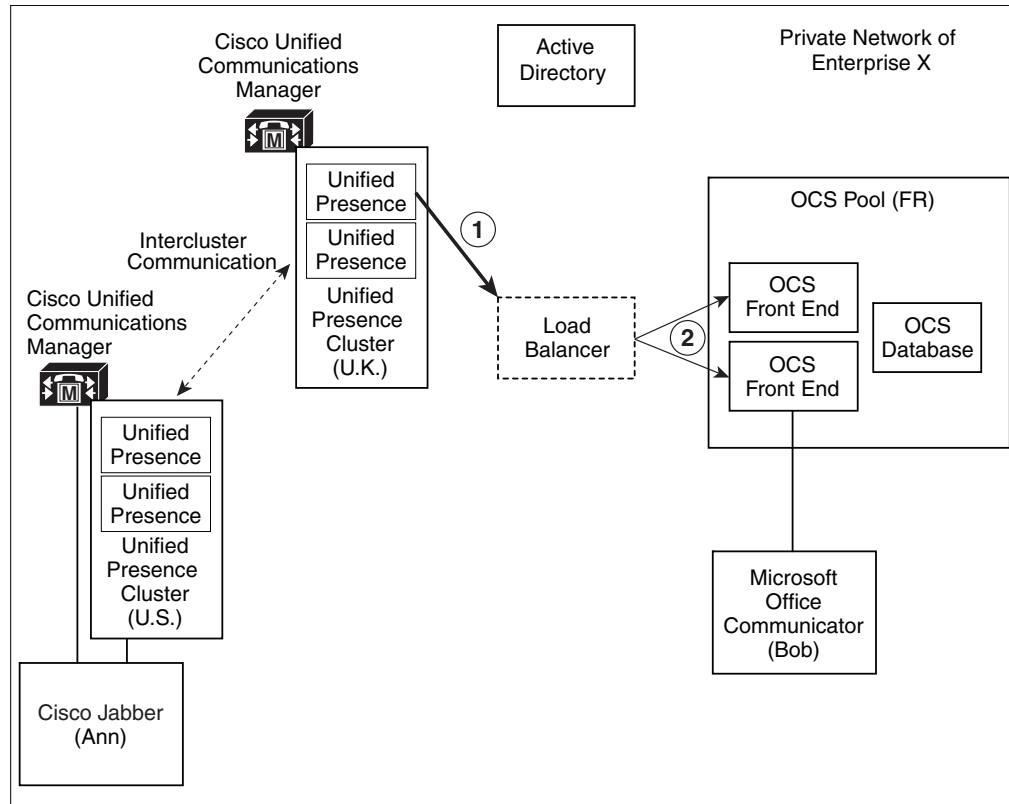 Cisco Unified
Communications
Manager
Active
Directory
Private Network of
Enterprise X
M
Unified
Presence
Unified
Presence
Unified
Presence
Cluster
(U.K.)
1
Intercluster
Communication
Load
Balancer
2
OCS Pool (FR)
OCS
Front End
OCS
Front End
OCS
Database
Cisco Unified
Communications
Manager
M
Unified
Presence
Unified
Presence
Unified
Presence
Cluster
(U.S.)
Microsoft
Office
Communicator
(Bob)
Cisco Jabber
(Ann)